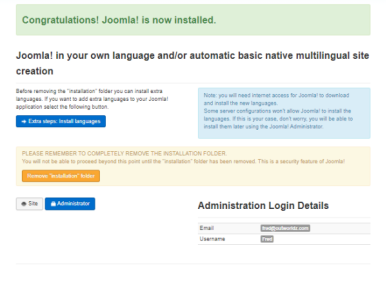 Congratulations! Joomla! is now installed.
Joomla! in your own language and/or automatic basic native multilingual site
creation
Before removing the "installation" folder you can install extra
languages. If you want to add extra languages to your Joomla!
application select the following button.
➔ Extra steps: Install languages
Note: you will need internet access for Joomla! to download
and install the new languages.
Some server configurations won't allow Joomla! to install the
languages. If this is your case, don't worry, you will be able to
install them later using the Joomla! Administrator.
PLEASE REMEMBER TO COMPLETELY REMOVE THE INSTALLATION FOLDER.
You will not be able to proceed beyond this point until the "installation" folder has been removed. This is a security feature of Joomla!
Remove "installation" folder
Site
Administrator
Administration Login Details
Email
Username